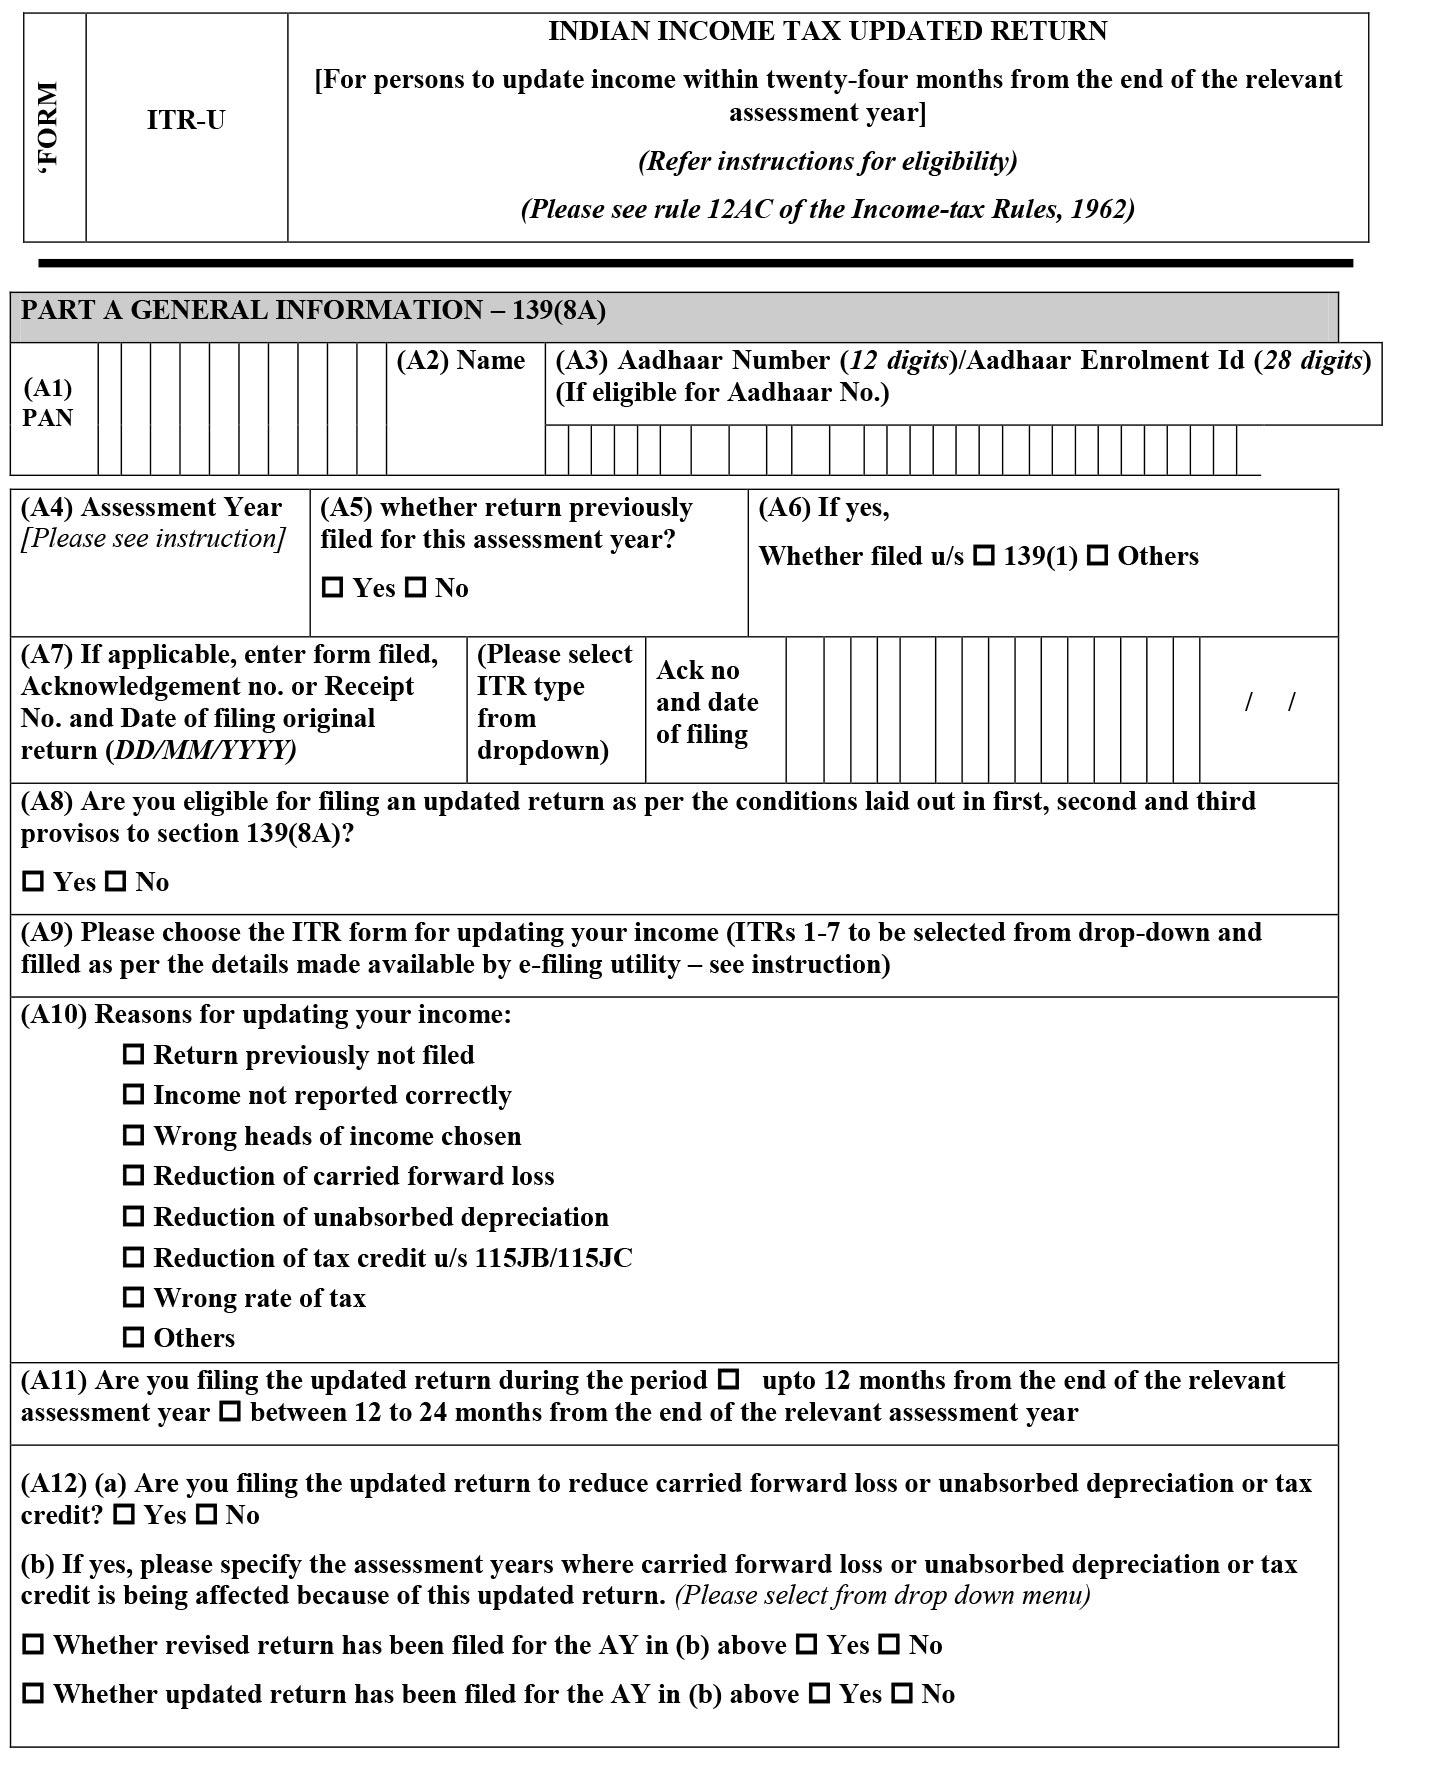 ‘FORM
ITR-U
INDIAN INCOME TAX UPDATED RETURN
[For persons to update income within twenty-four months from the end of the relevant
assessment year]
(Refer instructions for eligibility)
(Please see rule 12AC of the Income-tax Rules, 1962)
PART A GENERAL INFORMATION – 139(8A)
(A1)
PAN
(A2) Name
(A3) Aadhaar Number (12 digits)/Aadhaar Enrolment Id (28 digits)
(If eligible for Aadhaar No.)
(A4) Assessment Year
[Please see instruction]
(A5) whether return previously
filed for this assessment year?
☐ Yes ☐ No
(A6) If yes,
Whether filed u/s ☐ 139(1) ☐ Others
(A7) If applicable, enter form filed,
Acknowledgement no. or Receipt
No. and Date of filing original
return (DD/MM/YYYY)
(Please select
ITR type
from
dropdown)
Ack no
and date
of filing
/ /
(A8) Are you eligible for filing an updated return as per the conditions laid out in first, second and third
provisos to section 139(8A)?
☐ Yes ☐ No
(A9) Please choose the ITR form for updating your income (ITRs 1-7 to be selected from drop-down and
filled as per the details made available by e-filing utility – see instruction)
(A10) Reasons for updating your income:
☐ Return previously not filed
☐ Income not reported correctly
☐ Wrong heads of income chosen
☐ Reduction of carried forward loss
☐ Reduction of unabsorbed depreciation
☐ Reduction of tax credit u/s 115JB/115JC
☐ Wrong rate of tax
☐ Others
(A11) Are you filing the updated return during the period ☐ upto 12 months from the end of the relevant
assessment year ☐ between 12 to 24 months from the end of the relevant assessment year
(A12) (a) Are you filing the updated return to reduce carried forward loss or unabsorbed depreciation or tax
credit? ☐ Yes ☐ No
(b) If yes, please specify the assessment years where carried forward loss or unabsorbed depreciation or tax
credit is being affected because of this updated return. (Please select from drop down menu)
☐ Whether revised return has been filed for the AY in (b) above ☐ Yes ☐ No
☐ Whether updated return has been filed for the AY in (b) above ☐ Yes ☐ No